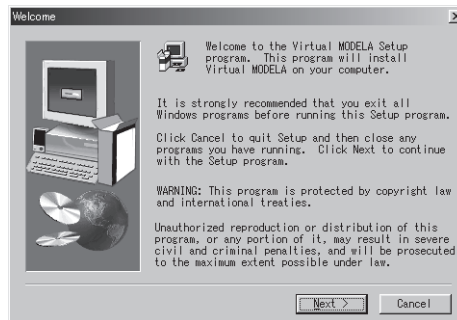 Welcome
Welcome to the Virtual MODELA Setup
program. This program will install
Virtual MODELA on your computer.
It is strongly recommended that you exit all
Windows programs before running this Setup program.
Click Cancel to quit Setup and then close any
programs you have running. Click Next to continue
with the Setup program.
WARNING: This program is protected by copyright law
and international treaties.
Unauthorized reproduction or distribution of this
program, or any portion of it, may result in severe
civil and criminal penalties, and will be prosecuted
to the maximum extent possible under law.
Next >
Cancel